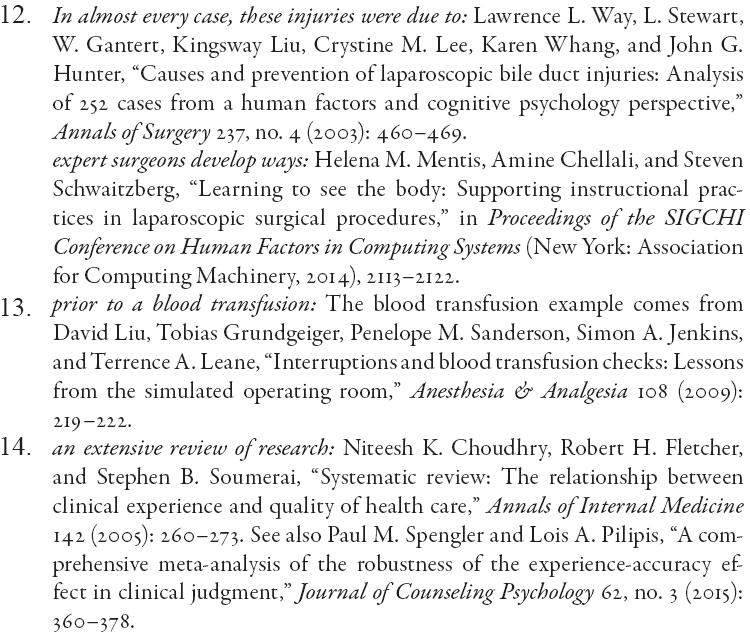 12. In almost every case, these injuries were due to: Lawrence L. Way, L. Stewart,
W. Gantert, Kingsway Liu, Crystine M. Lee, Karen Whang, and John G.
Hunter, “Causes and prevention of laparoscopic bile duct injuries: Analysis
of 252 cases from a human factors and cognitive psychology perspective,”
Annals of Surgery 237, no. 4 (2003): 460–469.
expert surgeons develop ways: Helena M. Mentis, Amine Chellali, and Steven
Schwaitzberg, “Learning to see the body: Supporting instructional prac-
tices in laparoscopic surgical procedures,” in Proceedings of the SIGCHI
Conference on Human Factors in Computing Systems (New York: Association
for Computing Machinery, 2014), 2113–2122.
13. prior to a blood transfusion: The blood transfusion example comes from
David Liu, Tobias Grundgeiger, Penelope M. Sanderson, Simon A. Jenkins,
and Terrence A. Leane, “Interruptions and blood transfusion checks: Lessons
from the simulated operating room,” Anesthesia & Analgesia 108 (2009):
219–222.
14. an extensive review of research: Niteesh K. Choudhry, Robert H. Fletcher,
and Stephen B. Soumerai, “Systematic review: The relationship between
clinical experience and quality of health care,” Annals of Internal Medicine
142 (2005): 260–273. See also Paul M. Spengler and Lois A. Pilipis, “A com-
prehensive meta-analysis of the robustness of the experience-accuracy ef-
fect in clinical judgment,” Journal of Counseling Psychology 62, no. 3 (2015):
360–378.